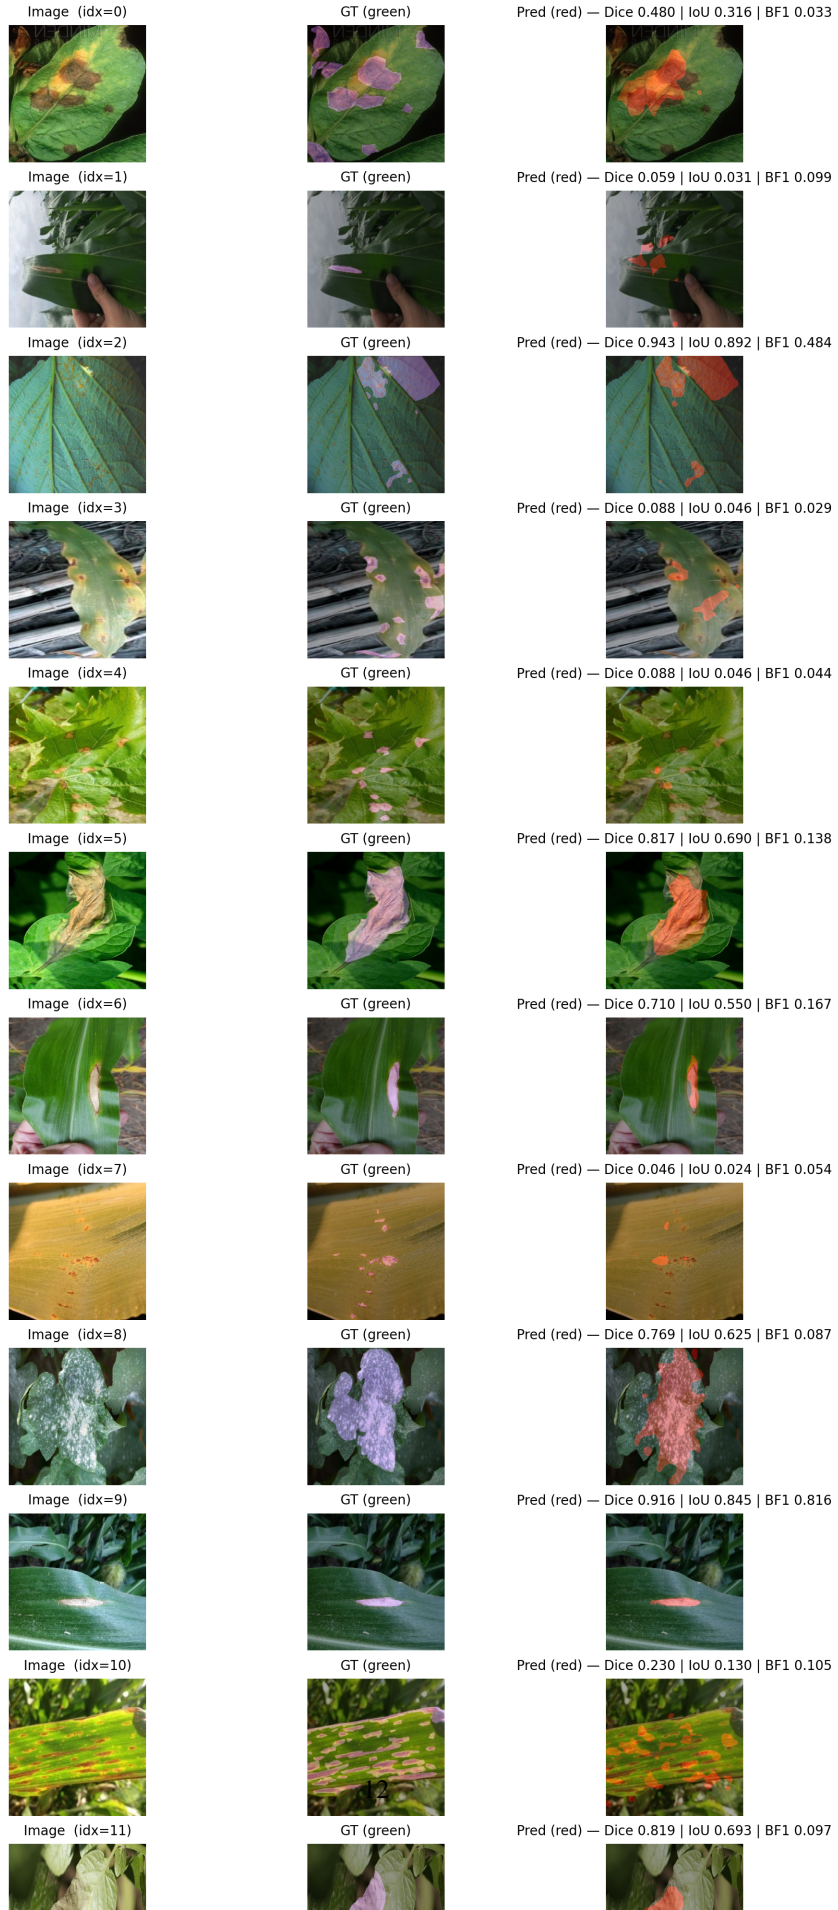 Image  (idx=0) GT (green) Pred (red) — Dice 0.480 | IoU 0.316 | BF1 0.033
Image  (idx=1) GT (green) Pred (red) — Dice 0.059 | IoU 0.031 | BF1 0.099
Image  (idx=2) GT (green) Pred (red) — Dice 0.943 | IoU 0.892 | BF1 0.484
Image  (idx=3) GT (green) Pred (red) — Dice 0.088 | IoU 0.046 | BF1 0.029
Image  (idx=4) GT (green) Pred (red) — Dice 0.088 | IoU 0.046 | BF1 0.044
Image  (idx=5) GT (green) Pred (red) — Dice 0.817 | IoU 0.690 | BF1 0.138
Image  (idx=6) GT (green) Pred (red) — Dice 0.710 | IoU 0.550 | BF1 0.167
Image  (idx=7) GT (green) Pred (red) — Dice 0.046 | IoU 0.024 | BF1 0.054
Image  (idx=8) GT (green) Pred (red) — Dice 0.769 | IoU 0.625 | BF1 0.087
Image  (idx=9) GT (green) Pred (red) — Dice 0.916 | IoU 0.845 | BF1 0.816
Image  (idx=10) GT (green) Pred (red) — Dice 0.230 | IoU 0.130 | BF1 0.105
12
Image  (idx=11) GT (green) Pred (red) — Dice 0.819 | IoU 0.693 | BF1 0.097